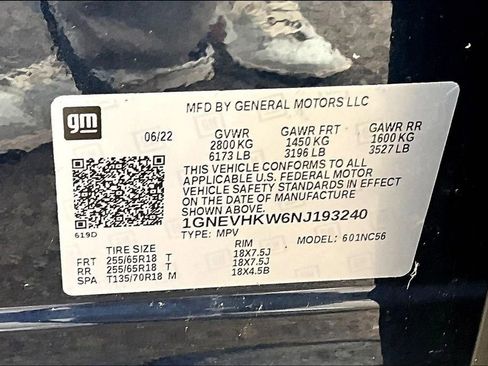 gm
MFD BY GENERAL MOTORS LLC
06/22 GVWR GAWR FRT GAWR RR
2800 KG 1450 KG 1600 KG
6173 LB 3196 LB 3527 LB
THIS VEHICLE CONFORMS TO ALL
APPLICABLE U.S. FEDERAL MOTOR
VEHICLE SAFETY STANDARDS IN EFFECT
ON THE DATE OF MANUFACTURE SHOWN ABOVE.
1GNEVHKW6NJ193240
619D TYPE: MPV MODEL: 601NC56
TIRE SIZE RIM
FRT 255/65R18 T 18X7.5J
RR 255/65R18 T 18X7.5J
SPA T135/70R18 M 18X4.5B